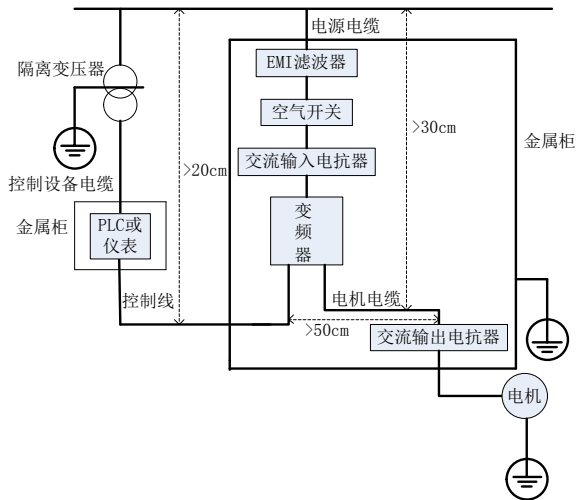 电源电缆
隔离变压器
EMI滤波器
空气开关
>30cm
金属柜
交流输入电抗器
>20cm
控制设备电缆
变
频
器
金属柜
PLC或
仪表
控制线
电机电缆
>50cm
交流输出电抗器
电机